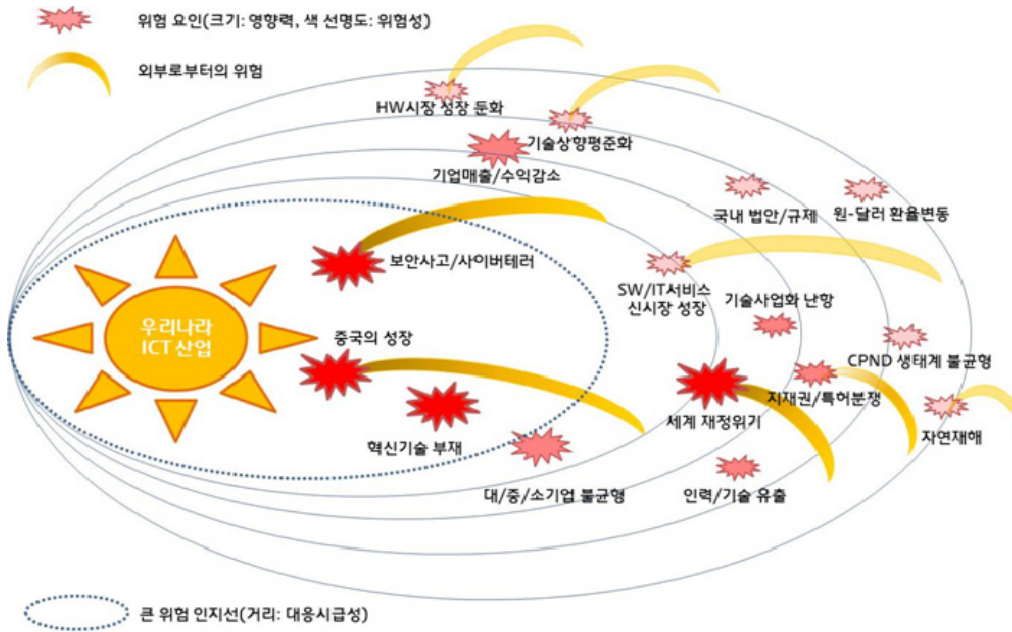 위험 요인(크기: 영향력, 색 선명도: 위험성)
외부로부터의 위험
HW시장 성장 둔화
기술상향평준화
기업매출/수익감소
국내 법안/규제
원-달러 환율변동
보안사고/사이버테러
SW/IT서비스
신시장 성장
기술사업화 난항
우리나라
ICT 산업
중국의 성장
CPND 생태계 불균형
지재권/특허분쟁
세계 재정위기
자연재해
혁신기술 부재
대/중/소기업 불균형
인력/기술 유출
큰 위험 인지선(거리: 대응시급성)